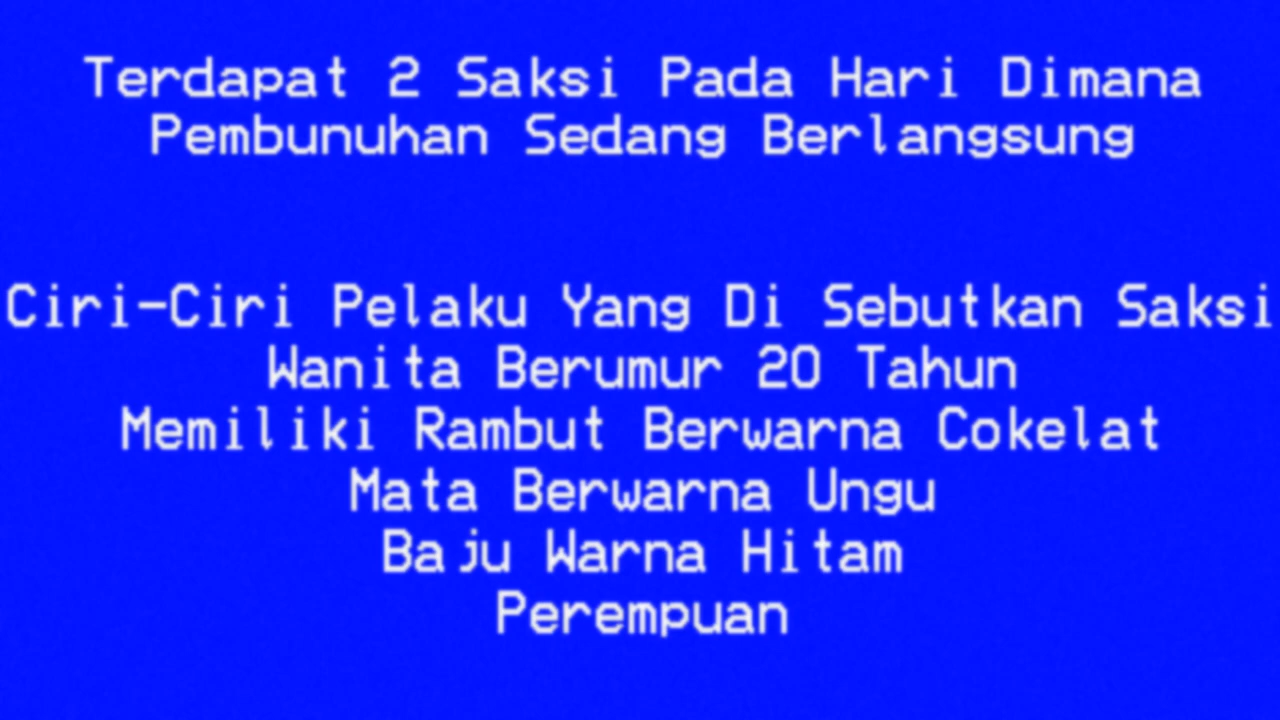 Terdapat 2 Saksi Pada Hari Dimana
Pembunuhan Sedang Berlangsung
Ciri-Ciri Pelaku Yang Di Sebutkan Saksi
Wanita Berumur 20 Tahun
Memiliki Rambut Berwarna Cokelat
Mata Berwarna Ungu
Baju Warna Hitam
Perempuan